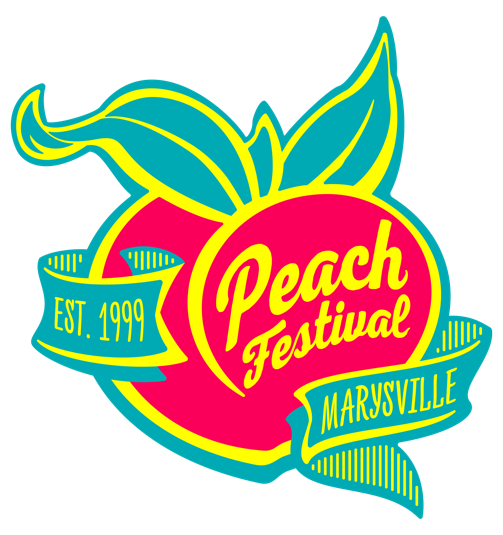 Peach
Festival
EST. 1999
MARYSVILLE